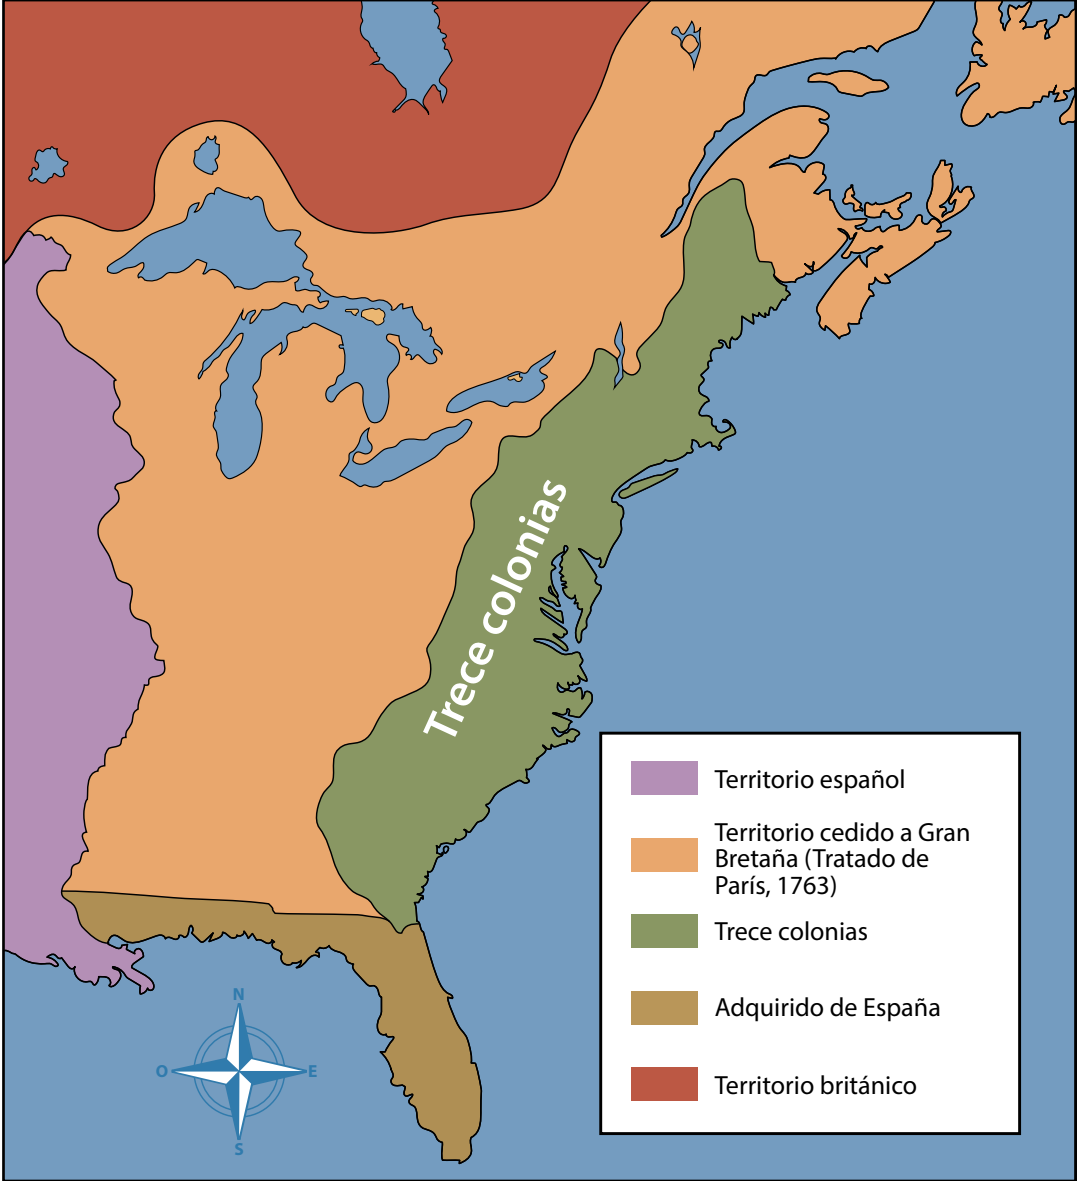 Trece colonias
Territorio español
Territorio cedido a Gran
Bretaña (Tratado de
París, 1763)
Trece colonias
Adquirido de España
Territorio británico
N
O
E
S